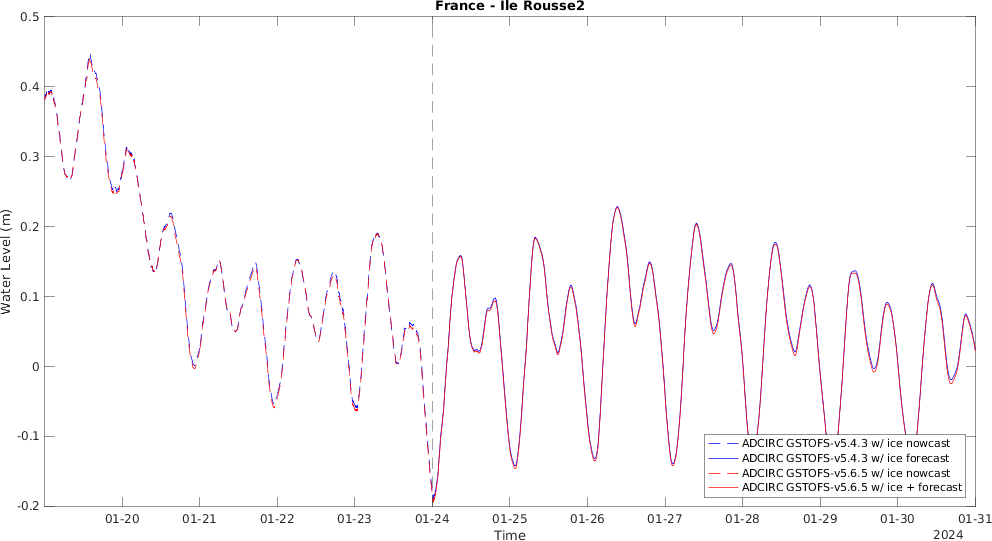 France - Ile Rousse2
Water Level (m)
0.5
0.4
0.3
0.2
0.1
0
-0.1
-0.2
01-20 01-21 01-22 01-23 01-24 01-25 01-26 01-27 01-28 01-29 01-30 01-31
Time
2024
ADCIRC GSTOFS-v5.4.3 w/ ice nowcast
ADCIRC GSTOFS-v5.4.3 w/ ice forecast
ADCIRC GSTOFS-v5.6.5 w/ ice nowcast
ADCIRC GSTOFS-v5.6.5 w/ ice + forecast